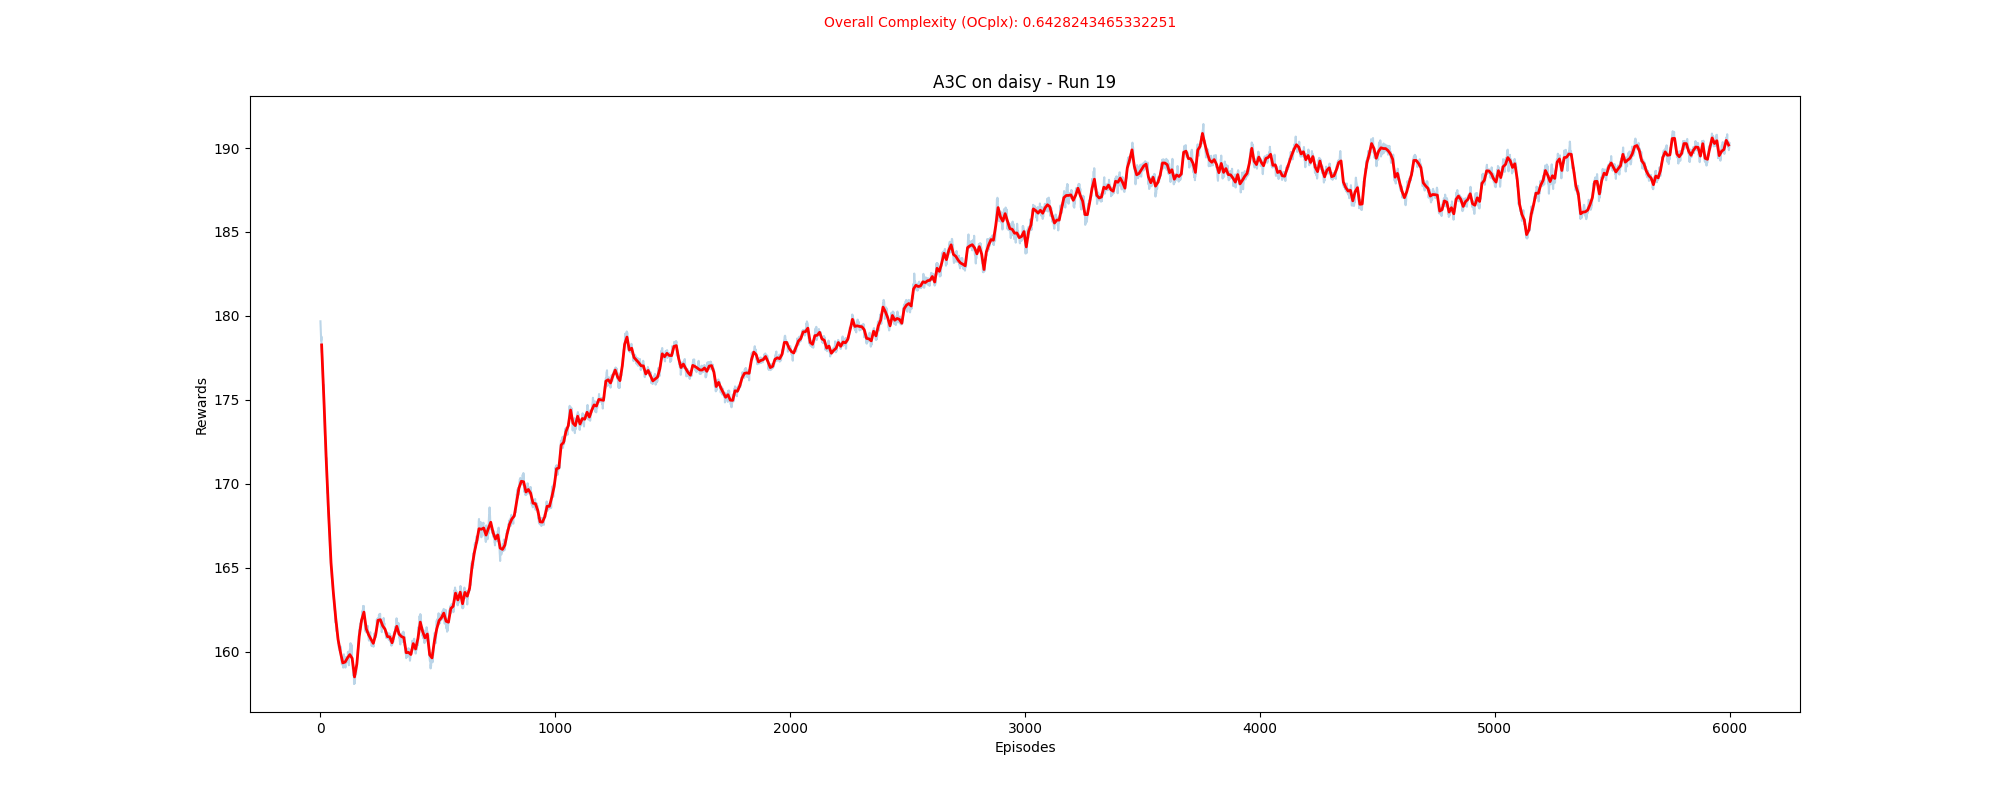 Overall Complexity (OCplx): 0.6428243465332251
A3C on daisy - Run 19
190
185
180
175
170
165
160
Rewards
0 1000 2000 3000 4000 5000 6000
Episodes